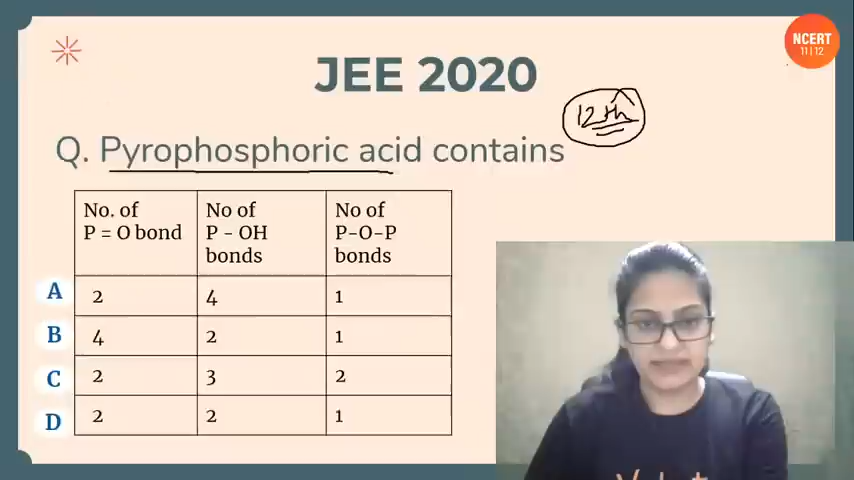 NCERT
11|12
JEE 2020
12th
Q. Pyrophosphoric acid contains
No. of P = O bond | No of P - OH bonds | No of P-O-P bonds
A 2 4 1
B 4 2 1
C 2 3 2
D 2 2 1